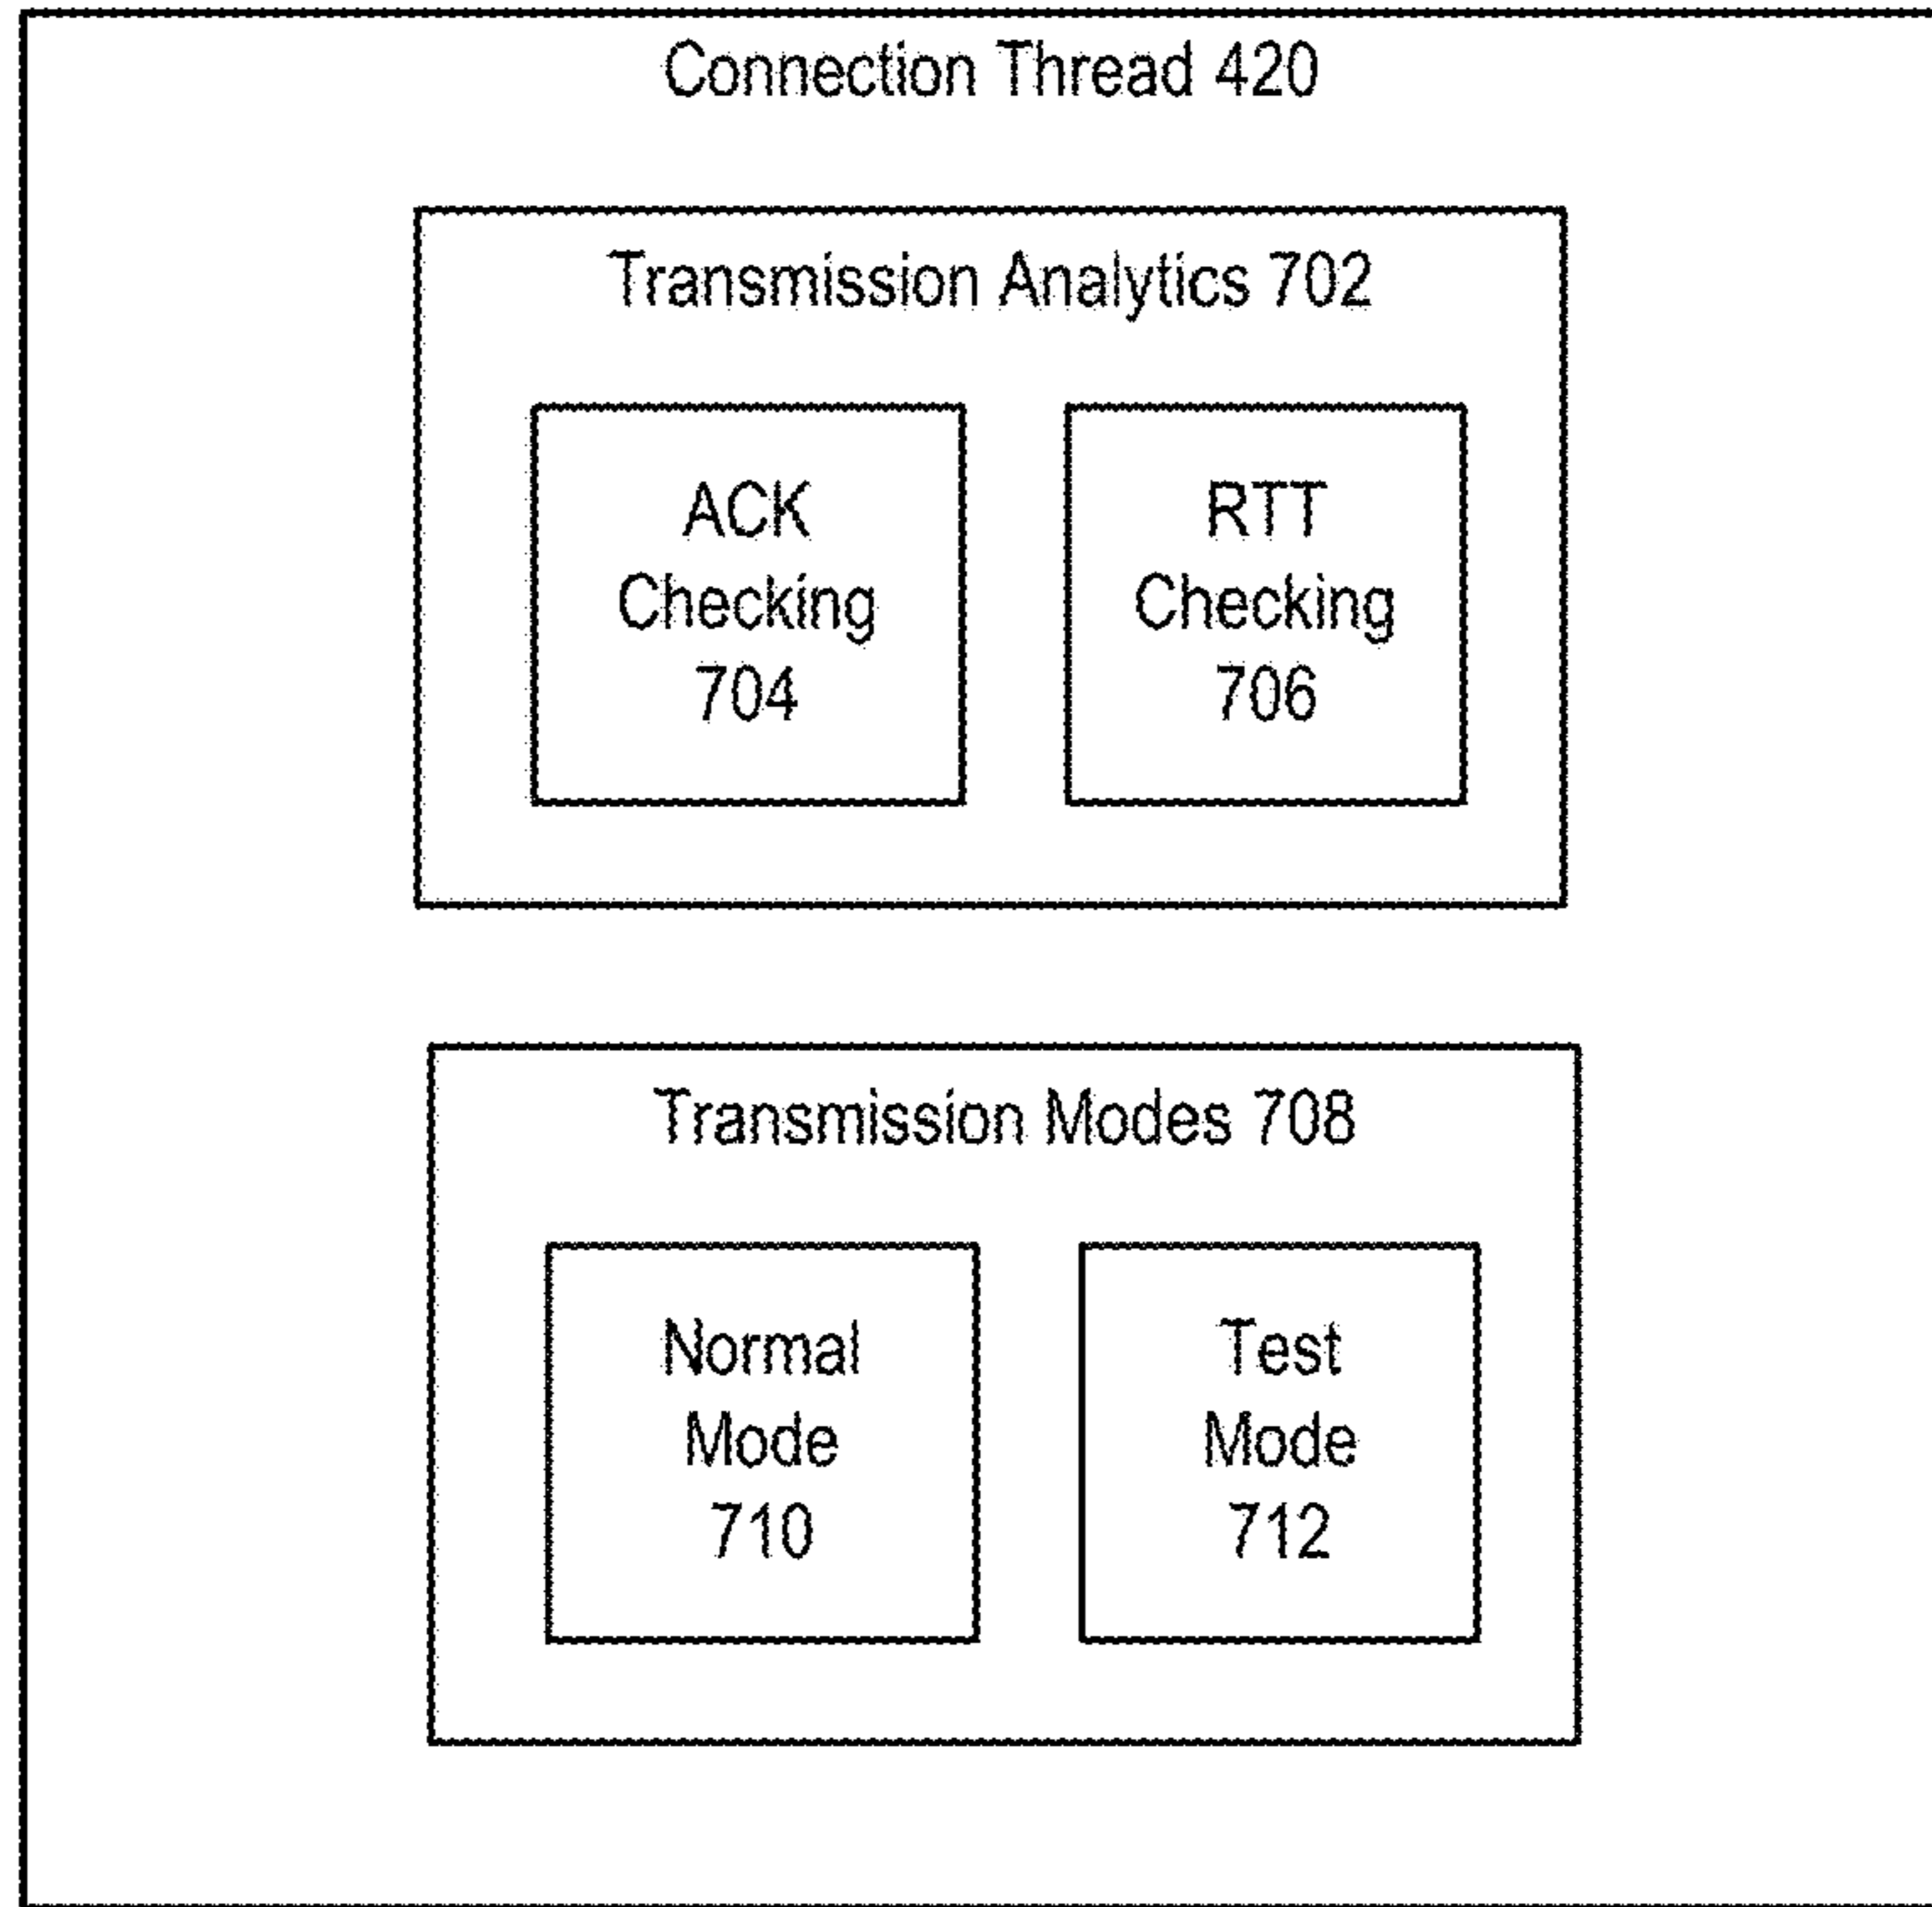 Connection Thread 420
Transmission Analytics 702
ACK
Checking
704
RTT
Checking
706
Transmission Modes 708
Normal
Mode
710
Test
Mode
712